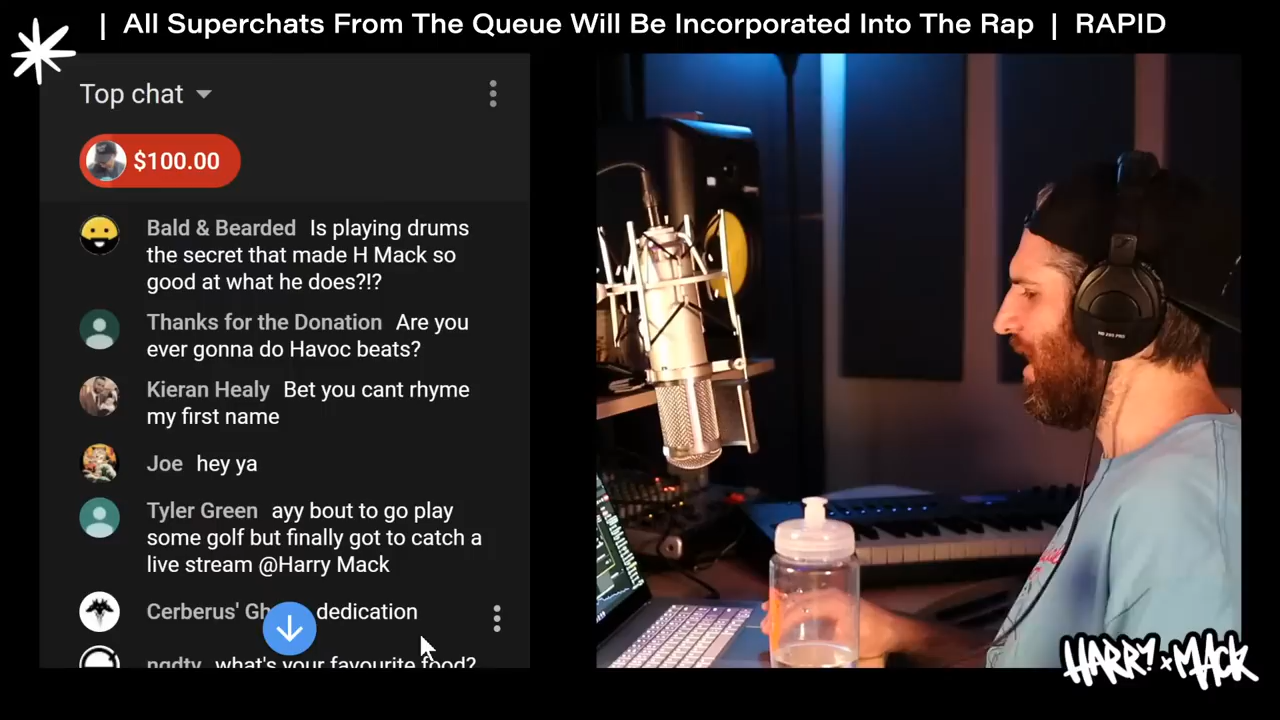 | All Superchats From The Queue Will Be Incorporated Into The Rap | RAPID
Top chat
$100.00
Bald & Bearded Is playing drums
the secret that made H Mack so
good at what he does?!?
Thanks for the Donation Are you
ever gonna do Havoc beats?
Kieran Healy Bet you cant rhyme
my first name
Joe hey ya
Tyler Green ayy bout to go play
some golf but finally got to catch a
live stream @Harry Mack
Cerberus' dedication
what's your favourite food?
HARRY x MACK